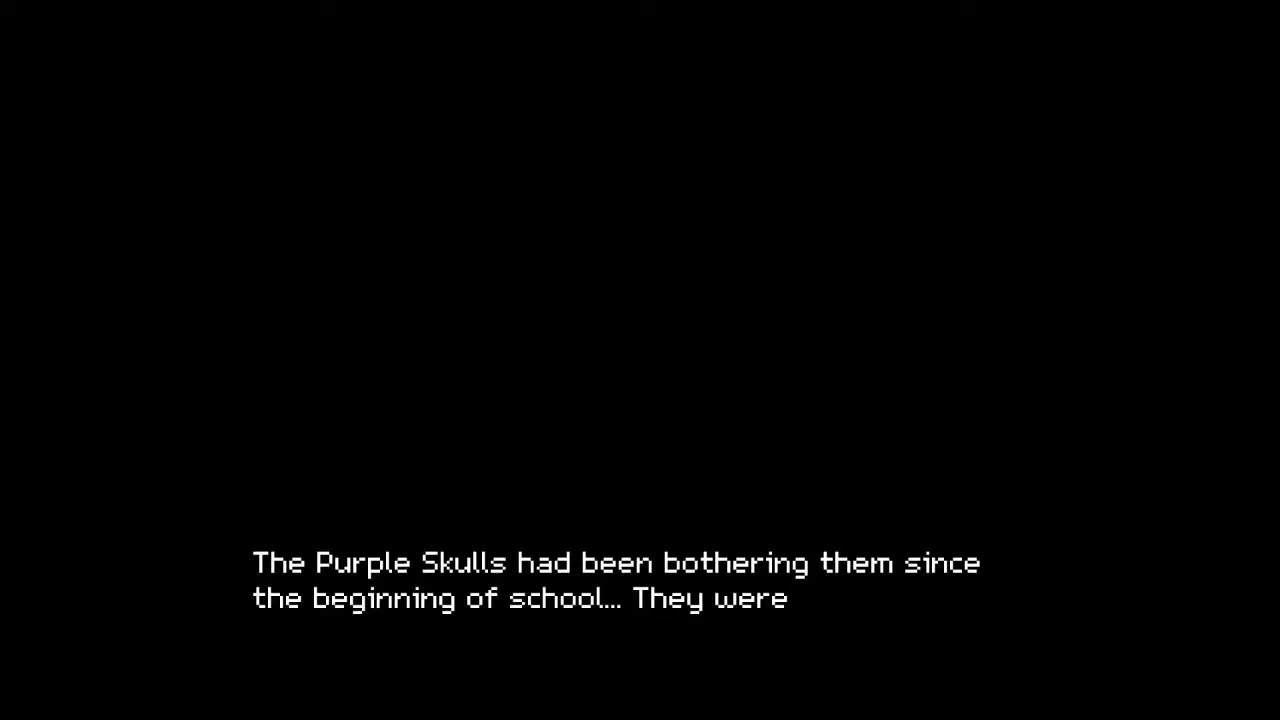 The Purple Skulls had been bothering them since
the beginning of school... They were